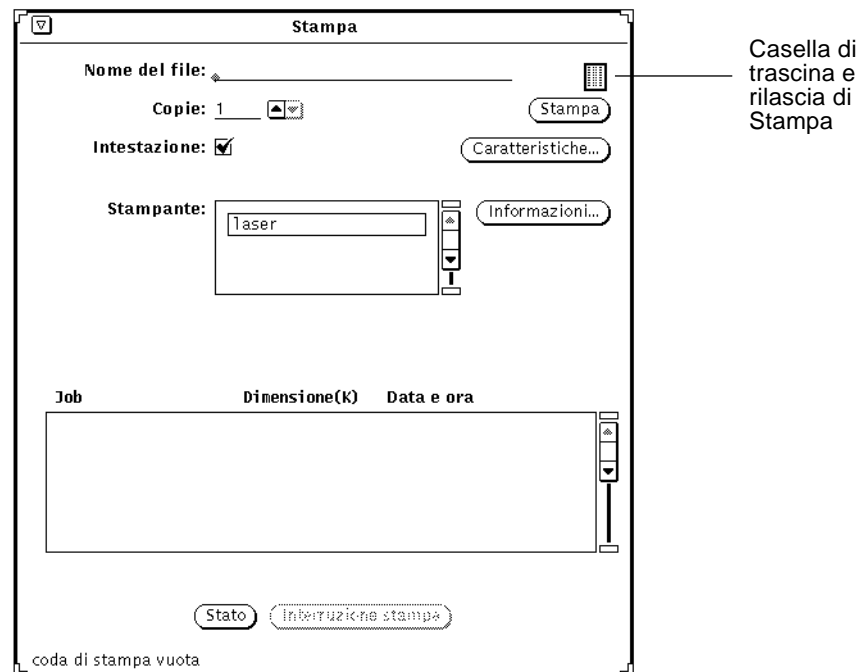 Stampa
Nome del file:
Copie: 1
Stampa
Intestazione:
Caratteristiche...
Stampante:
laser
Informazioni...
Job Dimensione(K) Data e ora
Stato
Interruzione stampa
coda di stampa vuota
Casella di
trascina e
rilascia di
Stampa